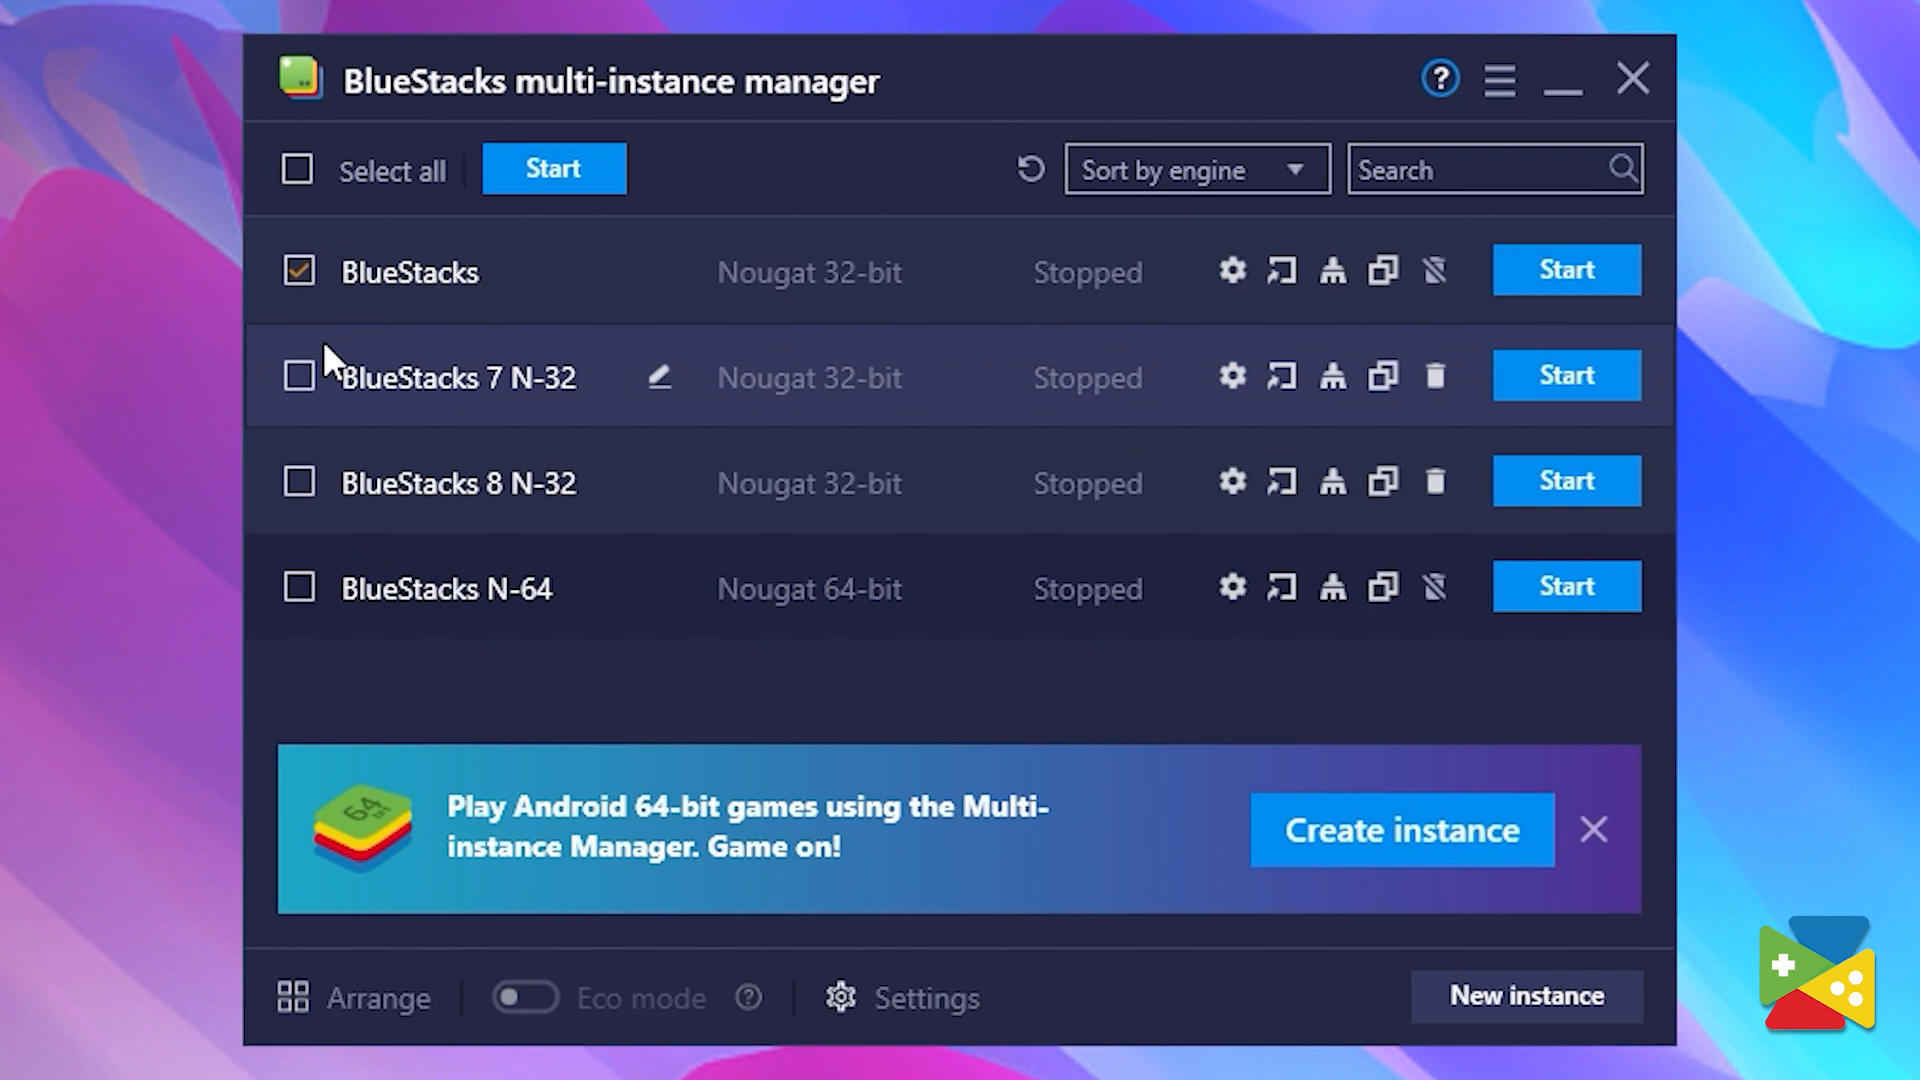 BlueStacks multi-instance manager
?
Select all Start Sort by engine Search
BlueStacks Nougat 32-bit Stopped Start
BlueStacks 7 N-32 Nougat 32-bit Stopped Start
BlueStacks 8 N-32 Nougat 32-bit Stopped Start
BlueStacks N-64 Nougat 64-bit Stopped Start
64
bit
Play Android 64-bit games using the Multi-
instance Manager. Game on!
Create instance
Arrange Eco mode ? Settings New instance